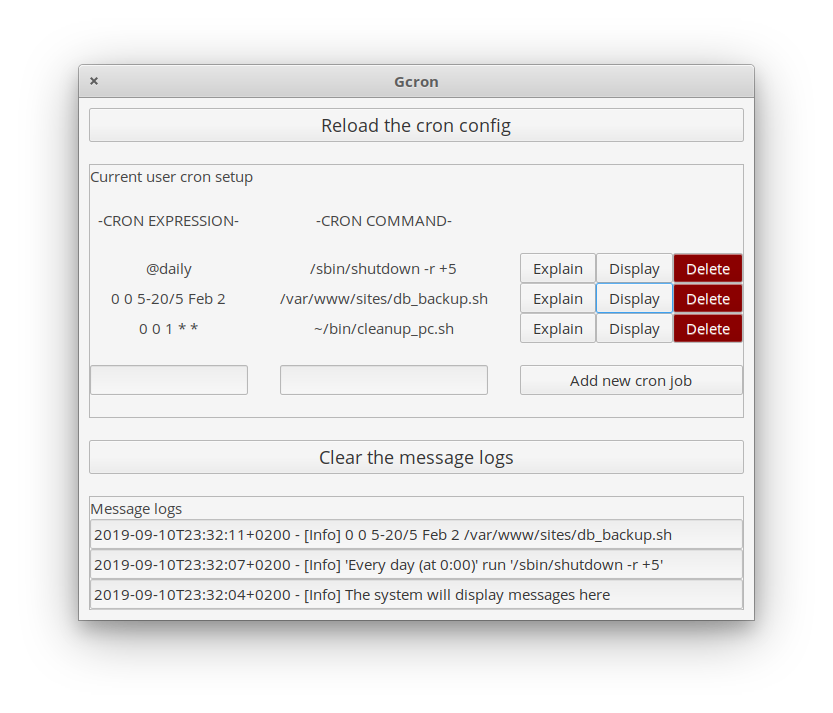 × Gcron
Reload the cron config
Current user cron setup
-CRON EXPRESSION- -CRON COMMAND-
@daily /sbin/shutdown -r +5 Explain Display Delete
0 0 5-20/5 Feb 2 /var/www/sites/db_backup.sh Explain Display Delete
0 0 1 * * ~/bin/cleanup_pc.sh Explain Display Delete
Add new cron job
Clear the message logs
Message logs
2019-09-10T23:32:11+0200 - [Info] 0 0 5-20/5 Feb 2 /var/www/sites/db_backup.sh
2019-09-10T23:32:07+0200 - [Info] 'Every day (at 0:00)' run '/sbin/shutdown -r +5'
2019-09-10T23:32:04+0200 - [Info] The system will display messages here